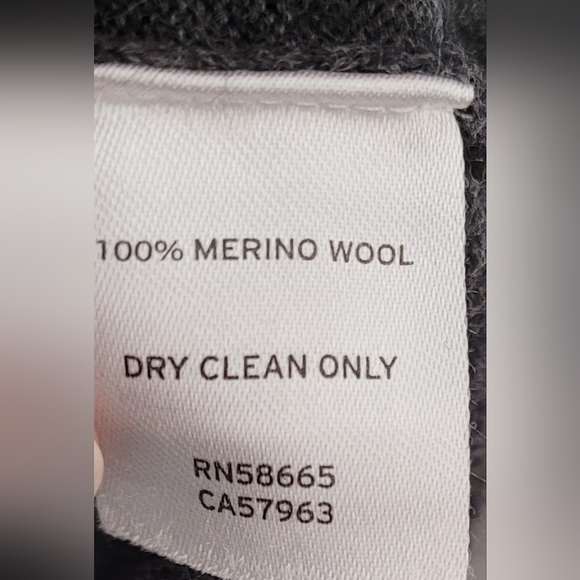 100% MERINO WOOL
DRY CLEAN ONLY
RN58665
CA57963